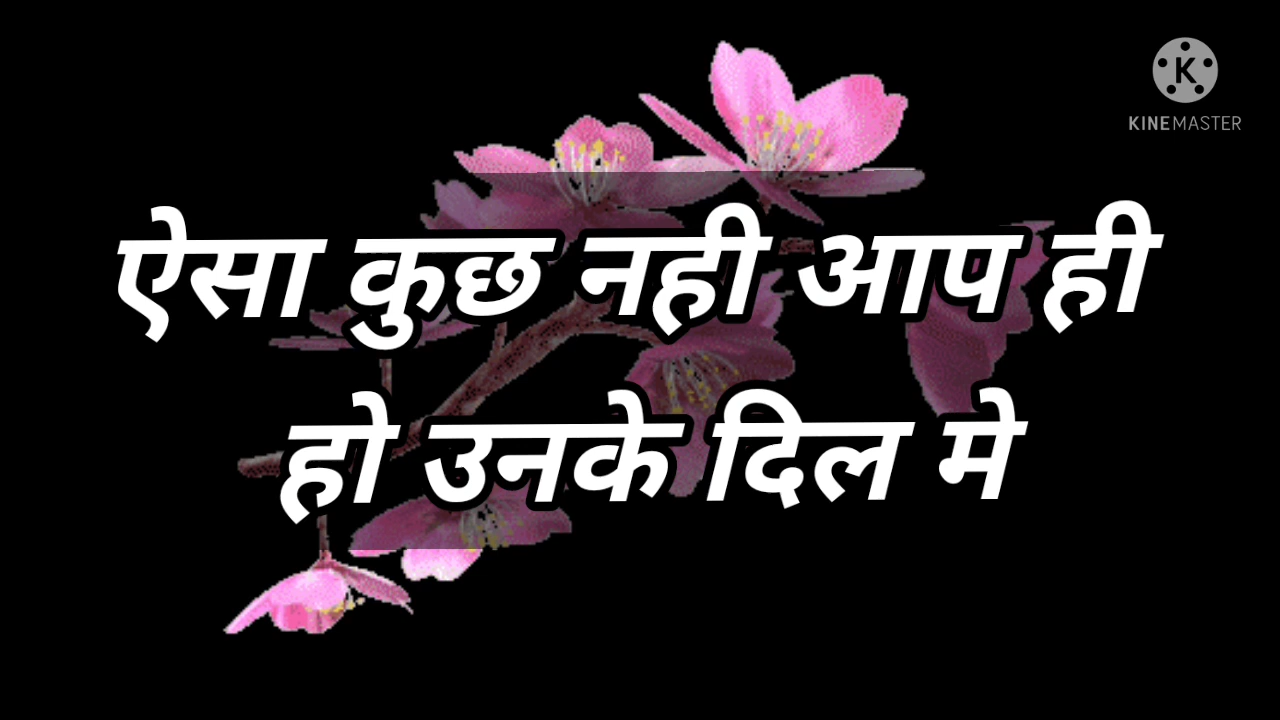 KINEMASTER
ऐसा कुछ नही आप ही
हो उनके दिल मे